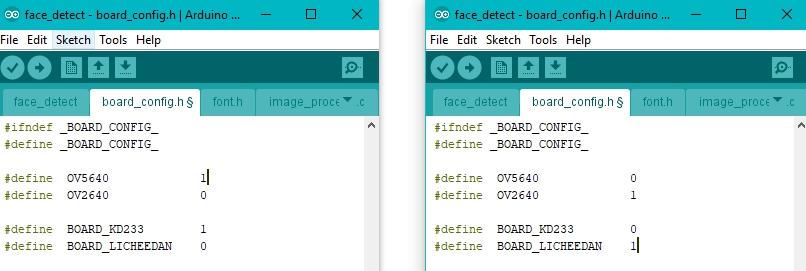 face_detect - board_config.h | Arduino ...
File Edit Sketch Tools Help
face_detect board_config.h § font.h image_proce .c
#ifndef _BOARD_CONFIG_
#define _BOARD_CONFIG_
#define OV5640 1
#define OV2640 0
#define BOARD_KD233 1
#define BOARD_LICHEEDAN 0
face_detect - board_config.h | Arduino ...
File Edit Sketch Tools Help
face_detect board_config.h § font.h image_proce .c
#ifndef _BOARD_CONFIG_
#define _BOARD_CONFIG_
#define OV5640 0
#define OV2640 1
#define BOARD_KD233 0
#define BOARD_LICHEEDAN 1